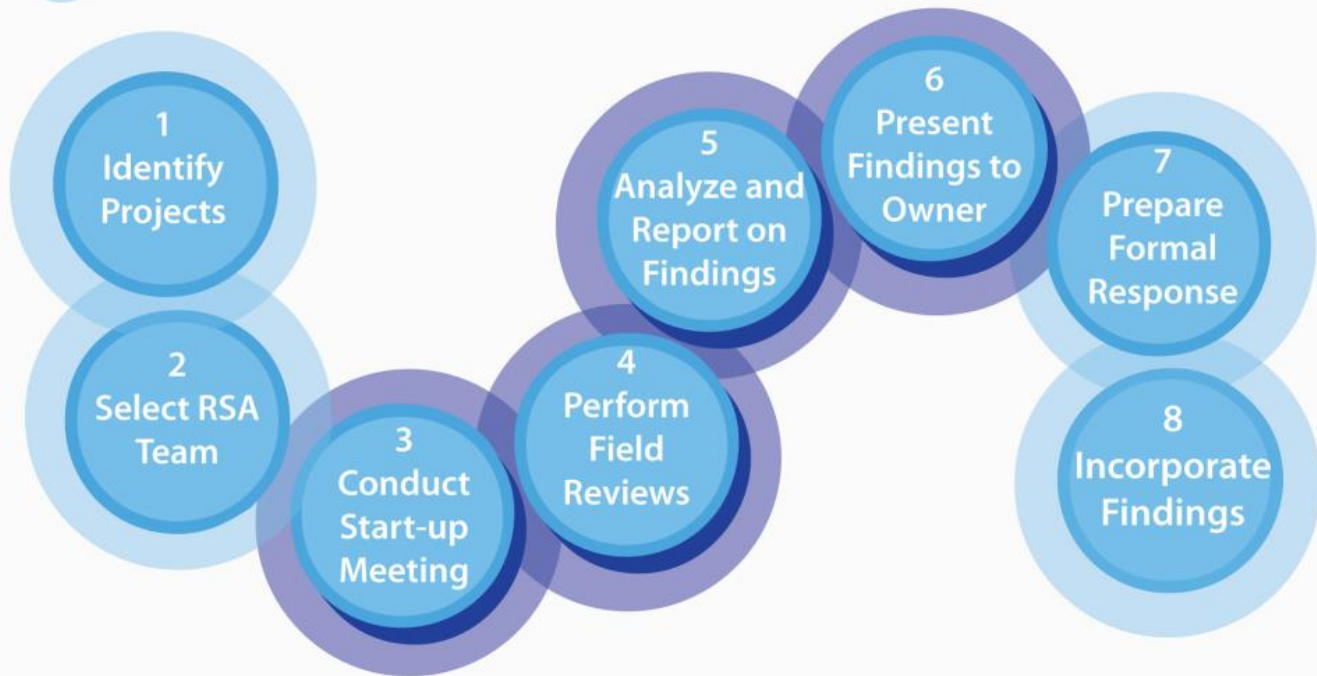 1
Identify
Projects
2
Select RSA
Team
3
Conduct
Start-up
Meeting
4
Perform
Field
Reviews
5
Analyze and
Report on
Findings
6
Present
Findings to
Owner
7
Prepare
Formal
Response
8
Incorporate
Findings